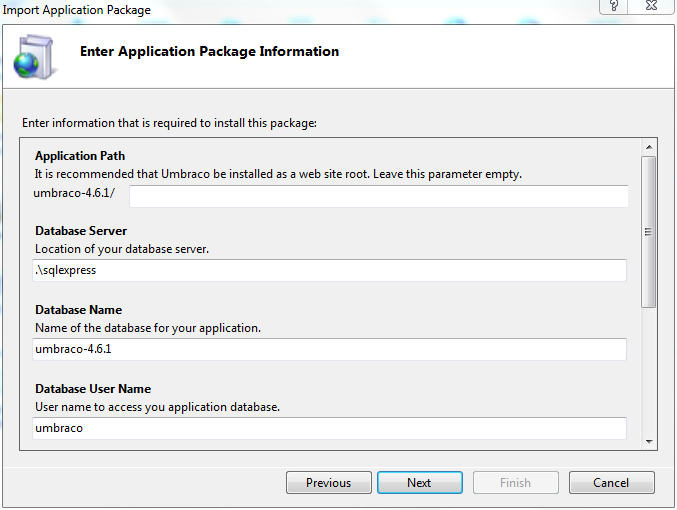 Import Application Package
Enter Application Package Information
Enter information that is required to install this package:
Application Path
It is recommended that Umbraco be installed as a web site root. Leave this parameter empty.
umbraco-4.6.1/
Database Server
Location of your database server.
.\sqlexpress
Database Name
Name of the database for your application.
umbraco-4.6.1
Database User Name
User name to access you application database.
umbraco
Previous Next Finish Cancel